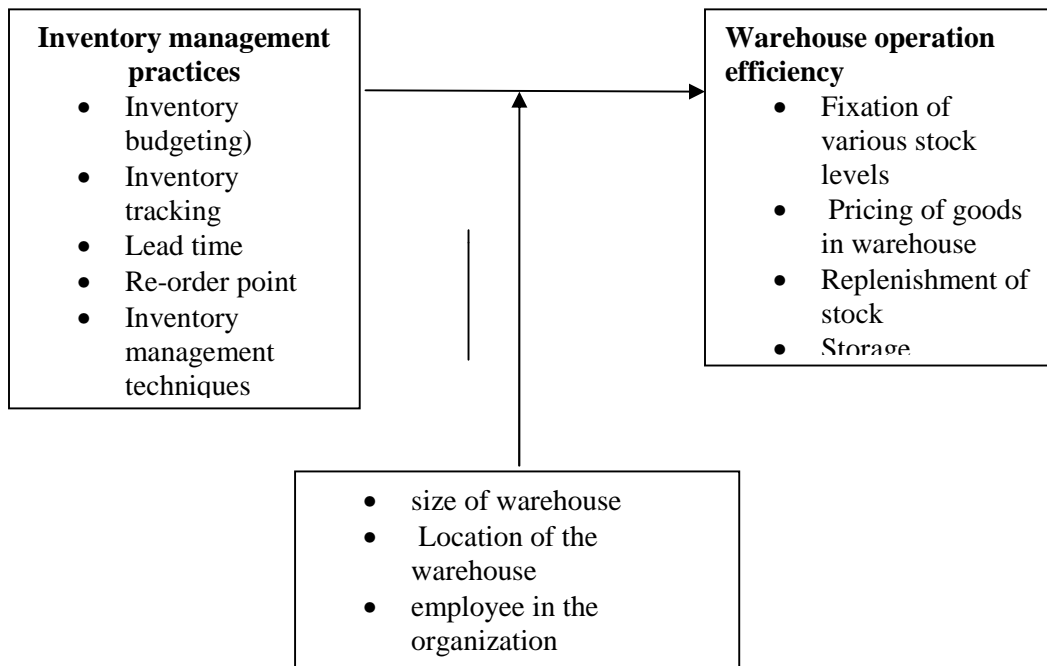 Inventory management
practices
• Inventory
budgeting)
• Inventory
tracking
• Lead time
• Re-order point
• Inventory
management
techniques
Warehouse operation
efficiency
• Fixation of
various stock
levels
• Pricing of goods
in warehouse
• Replenishment of
stock
• Storage
• size of warehouse
• Location of the
warehouse
• employee in the
organization